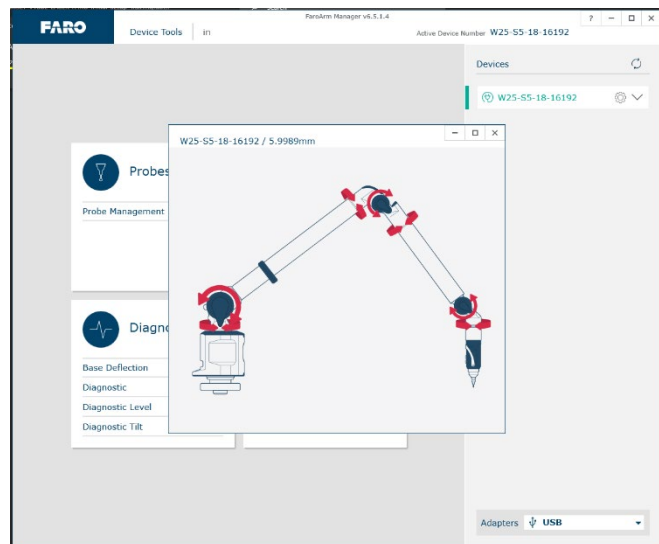 FaroArm Manager v6.5.1.4
FARO
Device Tools
in
Active Device Number W25-S5-18-16192
Devices
W25-S5-18-16192
W25-S5-18-16192 / 5.9989mm
Probes
Probe Management
Diagno
Base Deflection
Diagnostic
Diagnostic Level
Diagnostic Tilt
Adapters USB